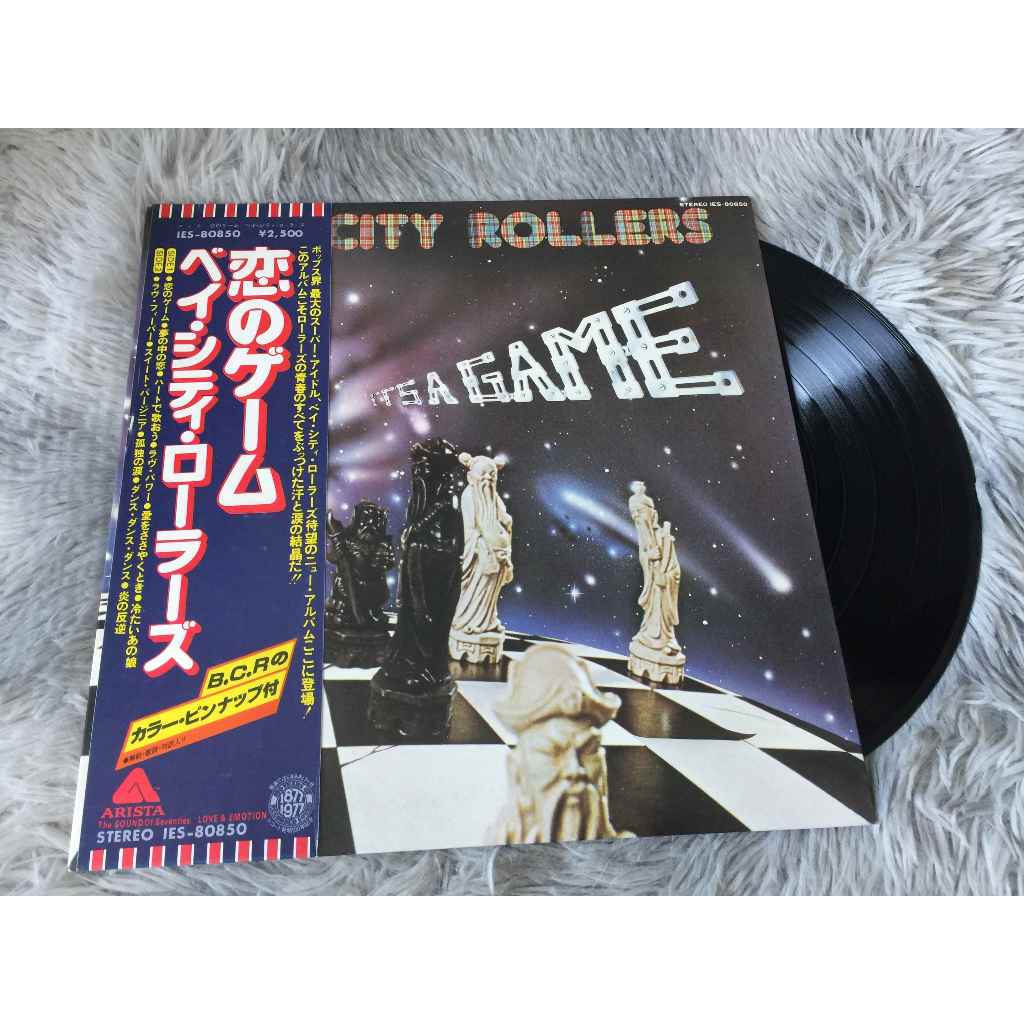 IES-80850 ¥2,500
恋のゲーム
ベイ・シティ・ローラーズ
ポップス界 最大のスーパー・アイドル、ベイ・シティ・ローラーズ待望のニュー・アルバムここに登場!
このアルバムこそローラーズの青春のすべてをぶっつけた汗と涙の結晶だ!!
SIDE1 ●恋のゲーム●夢の中の恋●ハートで歌おう●ラヴ・パワー●愛をささやくとき●冷たいあの娘
SIDE2 ●ラヴ・フィーバー●スイート・バージニア●孤独の涙●ダンス・ダンス・ダンス●炎の反逆
B.C.Rの
カラー・ピンナップ付
ARISTA
The SOUND Of Seventies LOVE & EMOTION
STEREO IES-80850
1877
1977
STEREO IES-80850
CITY ROLLERS
IT'S A GAME